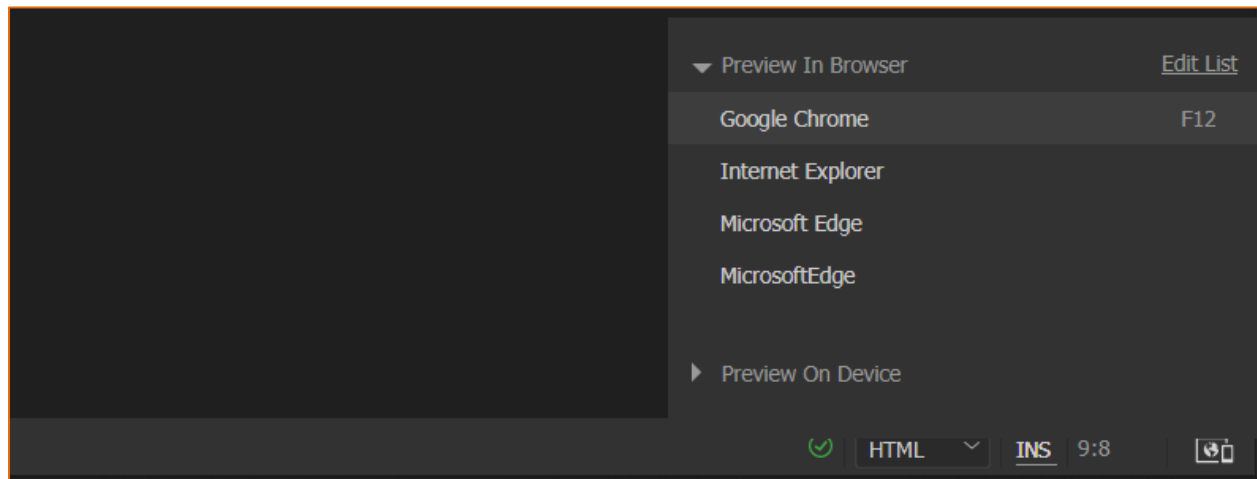 Preview In Browser Edit List
Google Chrome F12
Internet Explorer
Microsoft Edge
MicrosoftEdge
Preview On Device
HTML INS 9:8